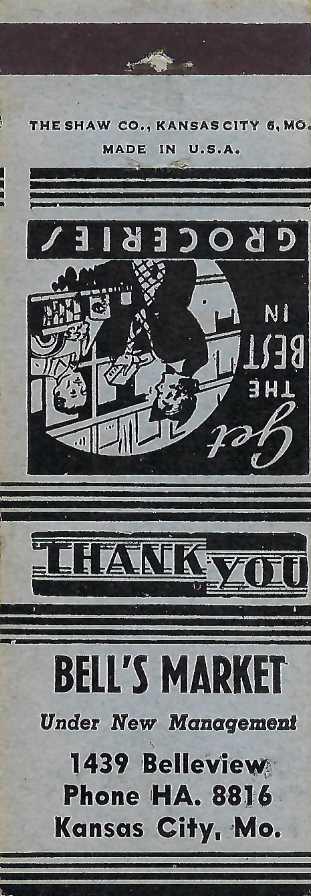 THE SHAW CO., KANSAS CITY 6, MO.
MADE IN U.S.A.
Get
THE
BEST
IN
GROCERIES
THANK YOU
BELL'S MARKET
Under New Management
1439 Belleview
Phone HA. 8816
Kansas City, Mo.